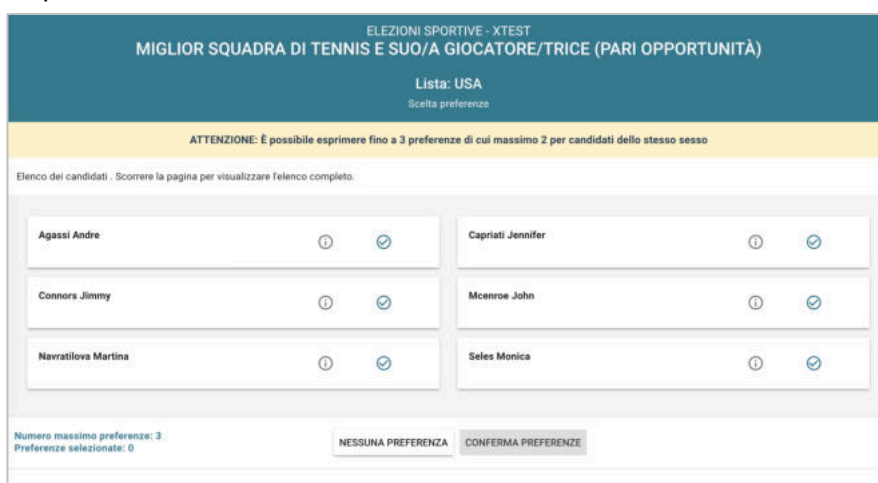 ELEZIONI SPORTIVE - XTEST
MIGLIOR SQUADRA DI TENNIS E SUO/A GIOCATORE/TRICE (PARI OPPORTUNITÀ)
Lista: USA
Scelta preferenze
ATTENZIONE: È possibile esprimere fino a 3 preferenze di cui massimo 2 per candidati dello stesso sesso
Elenco dei candidati . Scorrere la pagina per visualizzare l'elenco completo.
Agassi Andre
Capriati Jennifer
Connors Jimmy
Mcenroe John
Navratilova Martina
Seles Monica
Numero massimo preferenze: 3
Preferenze selezionate: 0
NESSUNA PREFERENZA
CONFERMA PREFERENZE